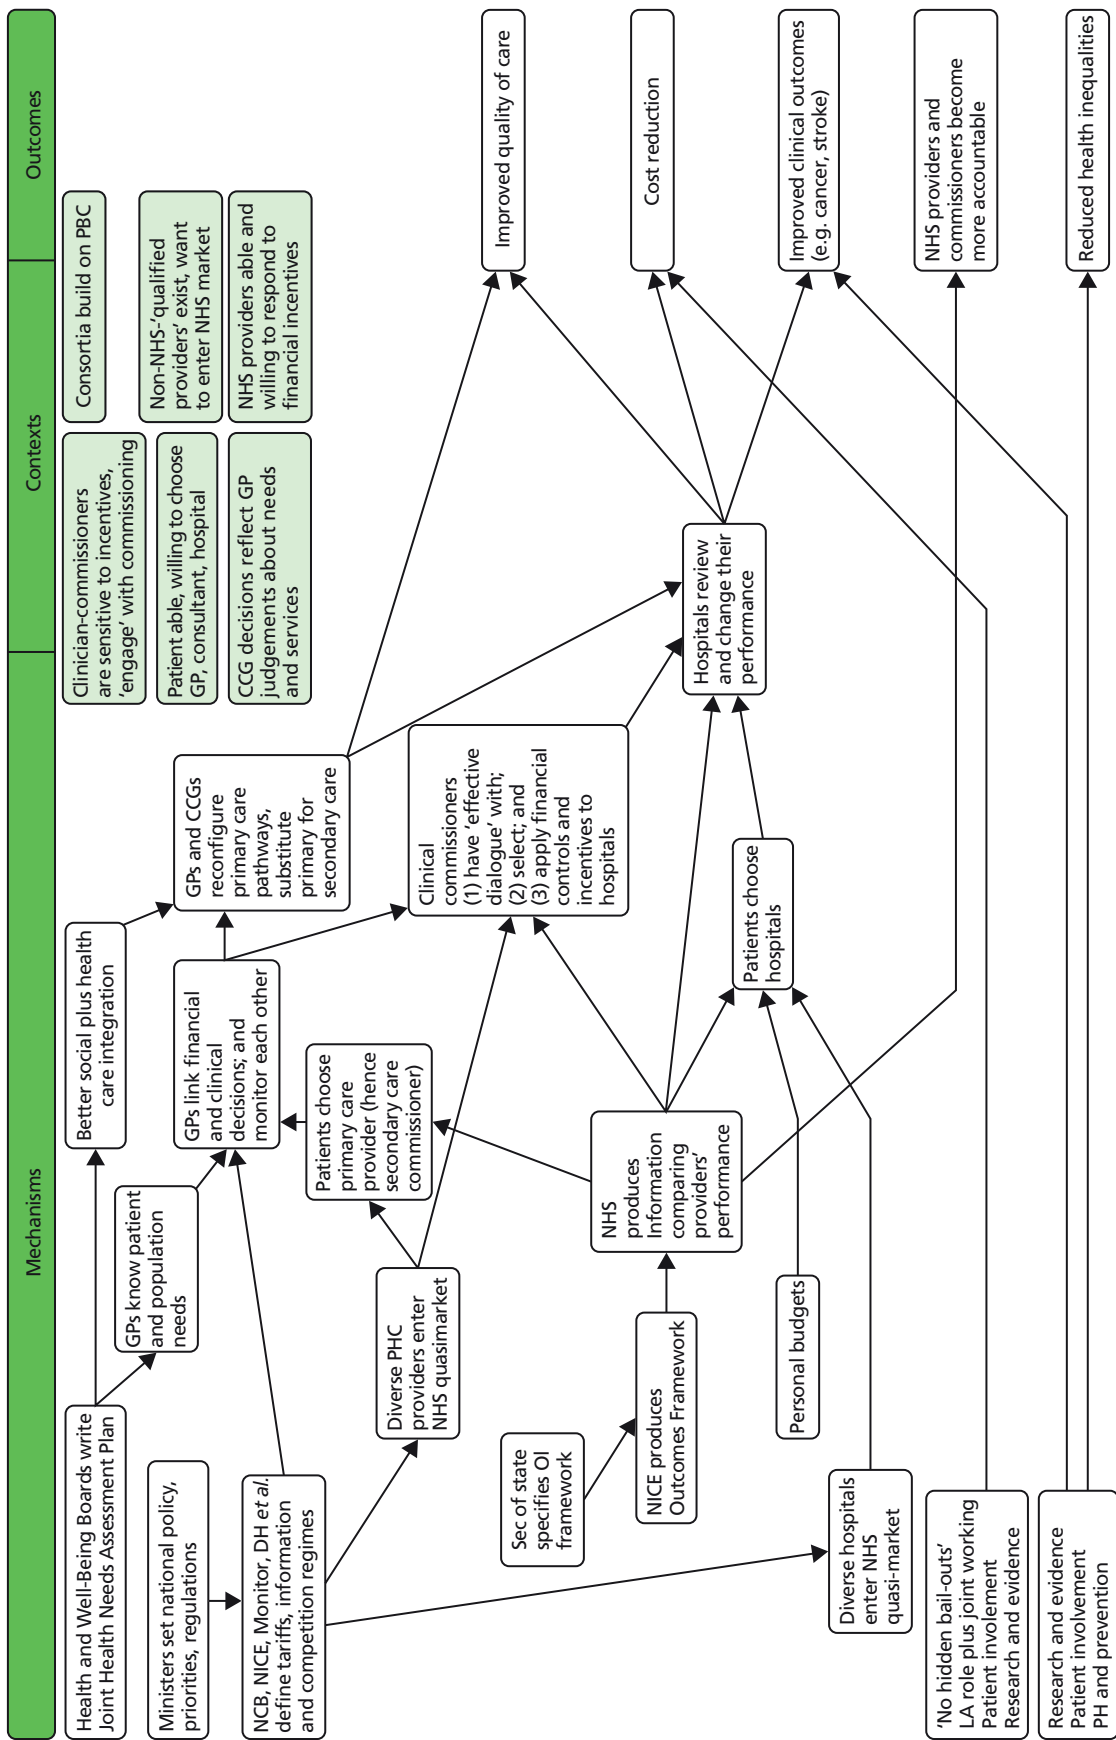 Mechanisms
Contexts
Outcomes
Health and Well-Being Boards write
Joint Health Needs Assessment Plan
Ministers set national policy,
priorities, regulations
NCB, NICE, Monitor, DH et al.
define tariffs, information
and competition regimes
GPs know patient
and population
needs
Better social plus health
care integration
GPs link financial
and clinical
decisions; and
monitor each other
GPs and CCGs
reconfigure
primary care
pathways,
substitute
primary for
secondary care
Clinician-commissioners
are sensitive to incentives,
'engage' with commissioning
Patient able, willing to choose
GP, consultant, hospital
CCG decisions reflect GP
judgements about needs
and services
Consortia build on PBC
Non-NHS-'qualified
providers' exist, want
to enter NHS market
NHS providers able and
willing to respond to
financial incentives
Diverse PHC
providers enter
NHS quasimarket
Patients choose
primary care
provider (hence
secondary care
commissioner)
Clinical
commissioners
(1) have 'effective
dialogue' with;
(2) select; and
(3) apply financial
controls and
incentives to
hospitals
Improved quality of care
Sec of state
specifies OI
framework
NICE produces
Outcomes Framework
NHS
produces
Information
comparing
providers'
performance
Hospitals review
and change their
performance
Cost reduction
Personal budgets
Patients choose
hospitals
Improved clinical outcomes
(e.g. cancer, stroke)
Diverse hospitals
enter NHS
quasi-market
NHS providers and
commissioners become
more accountable
'No hidden bail-outs'
LA role plus joint working
Patient involement
Research and evidence
Research and evidence
Patient involvement
PH and prevention
Reduced health inequalities